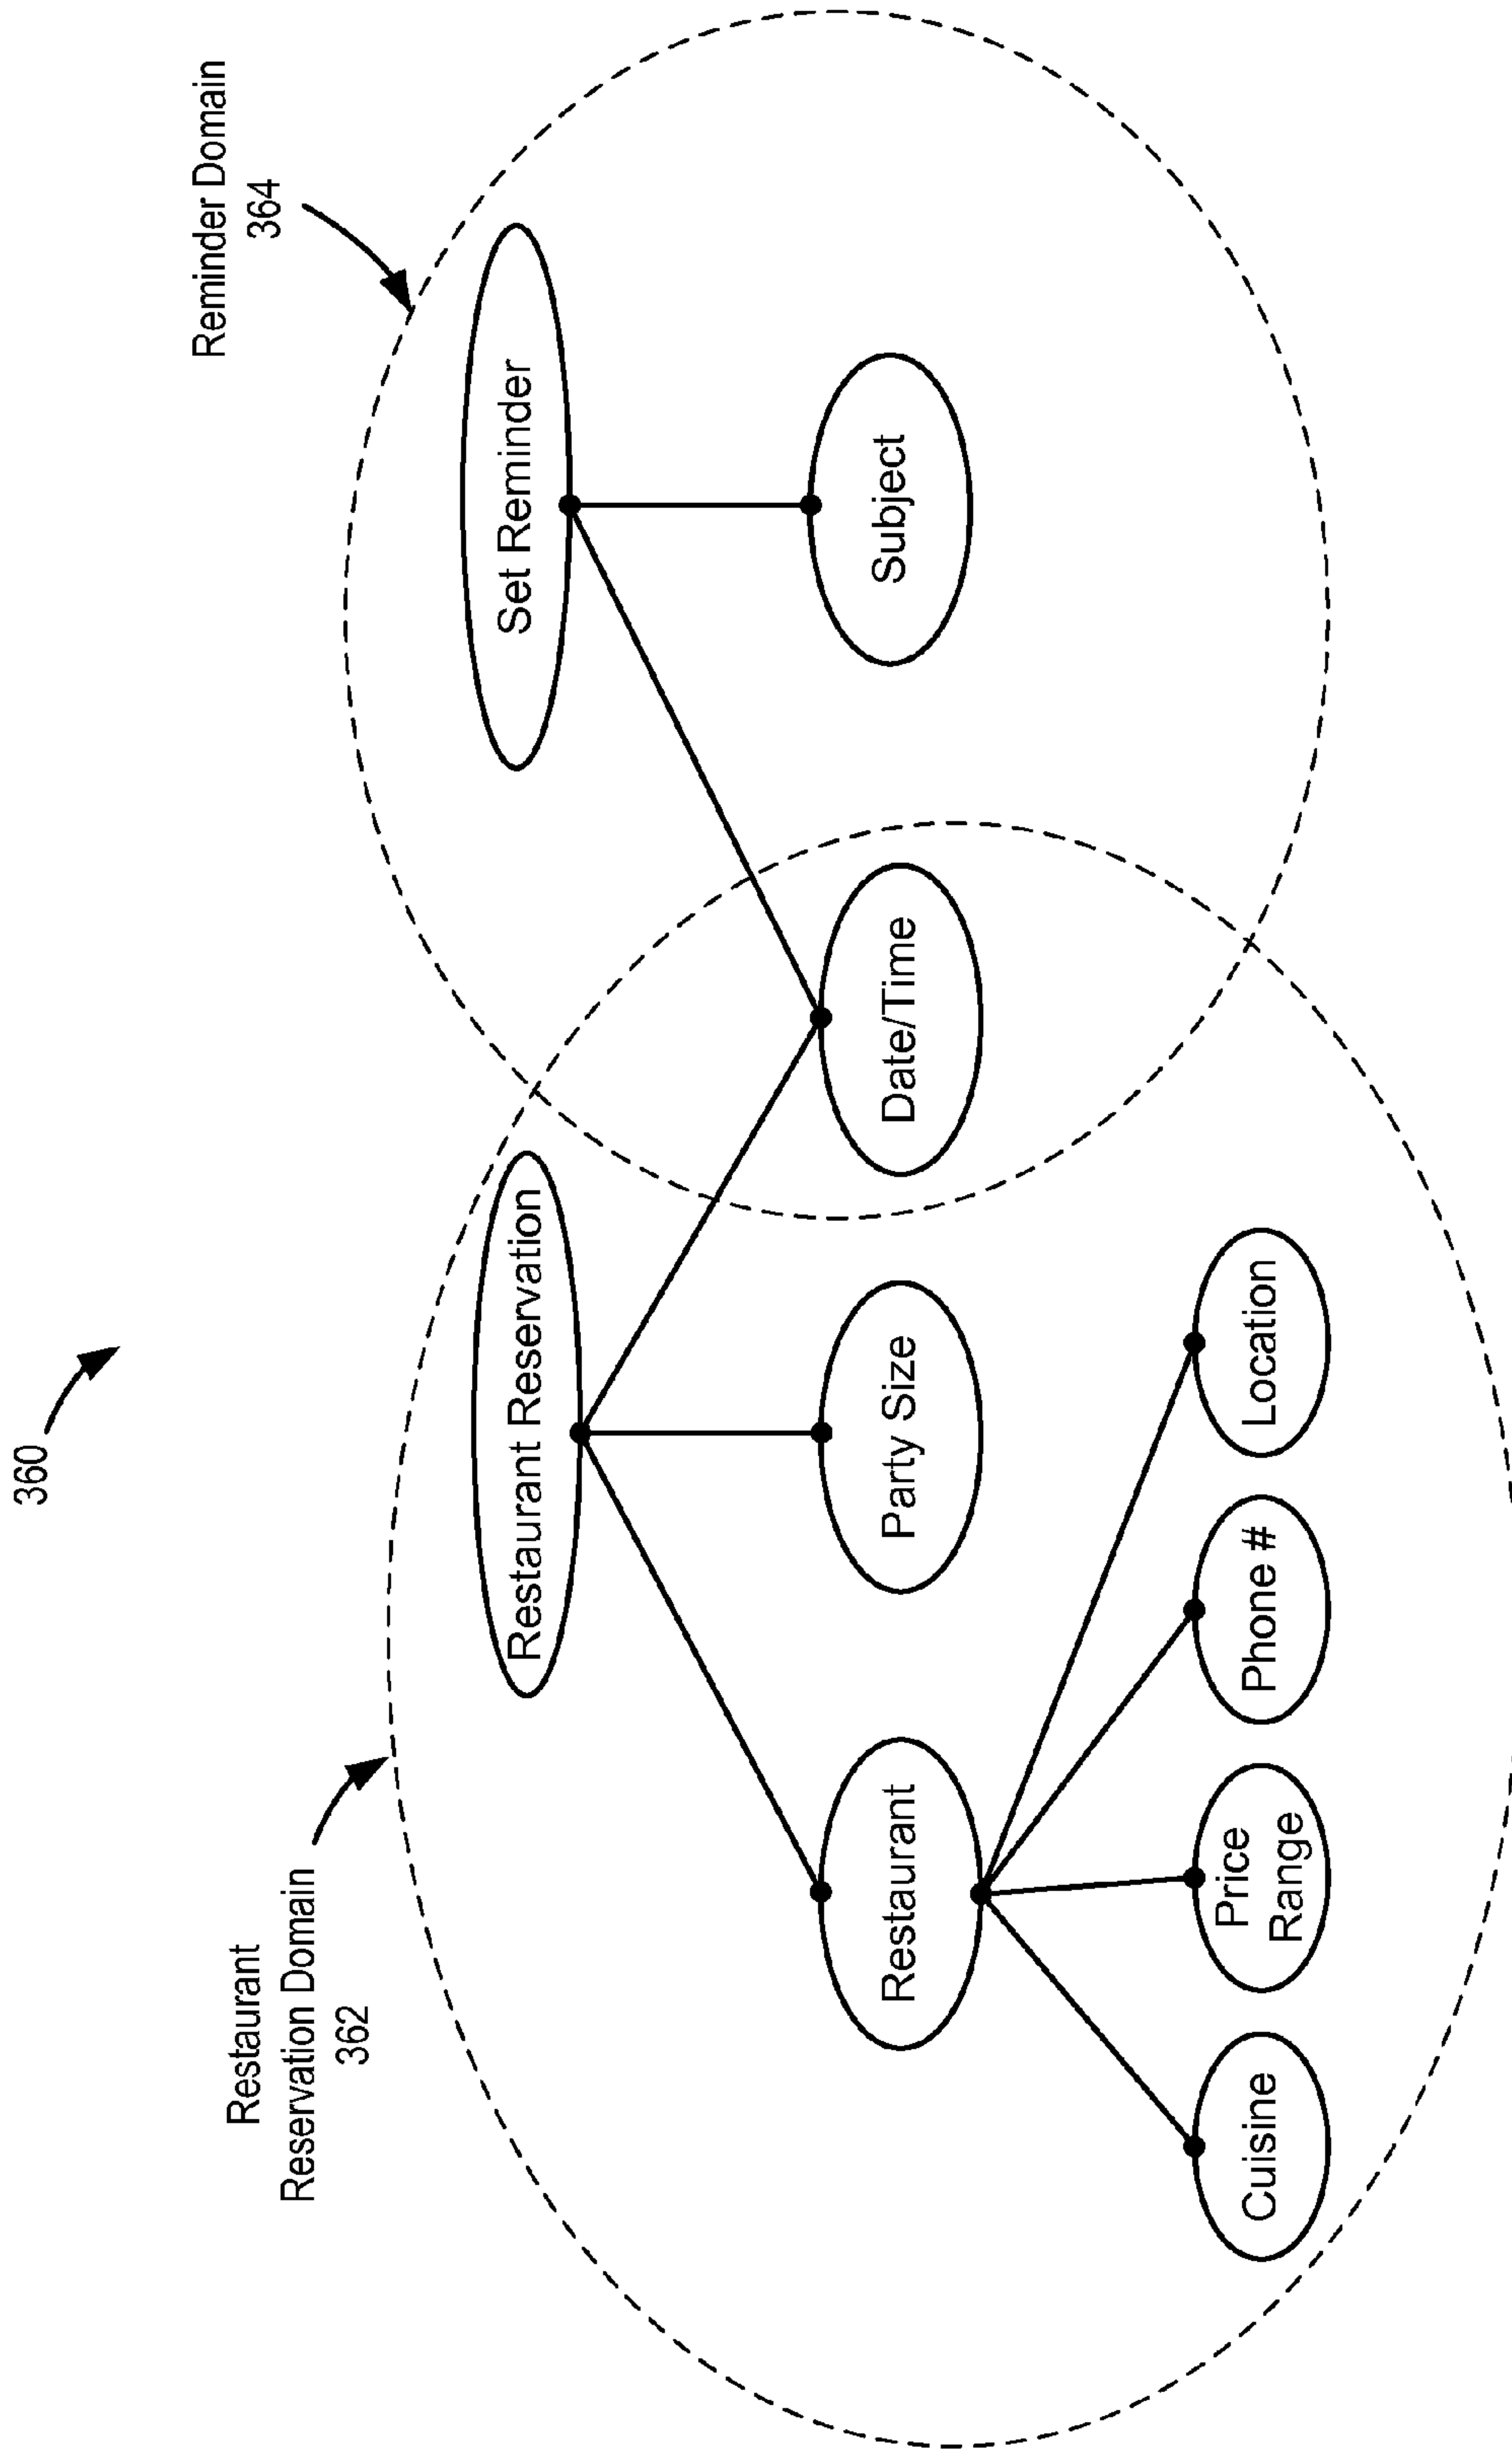 360
Restaurant
Reservation Domain
362
Reminder Domain
364
Restaurant Reservation
Set Reminder
Restaurant
Party Size
Date/Time
Subject
Cuisine
Price
Range
Phone #
Location